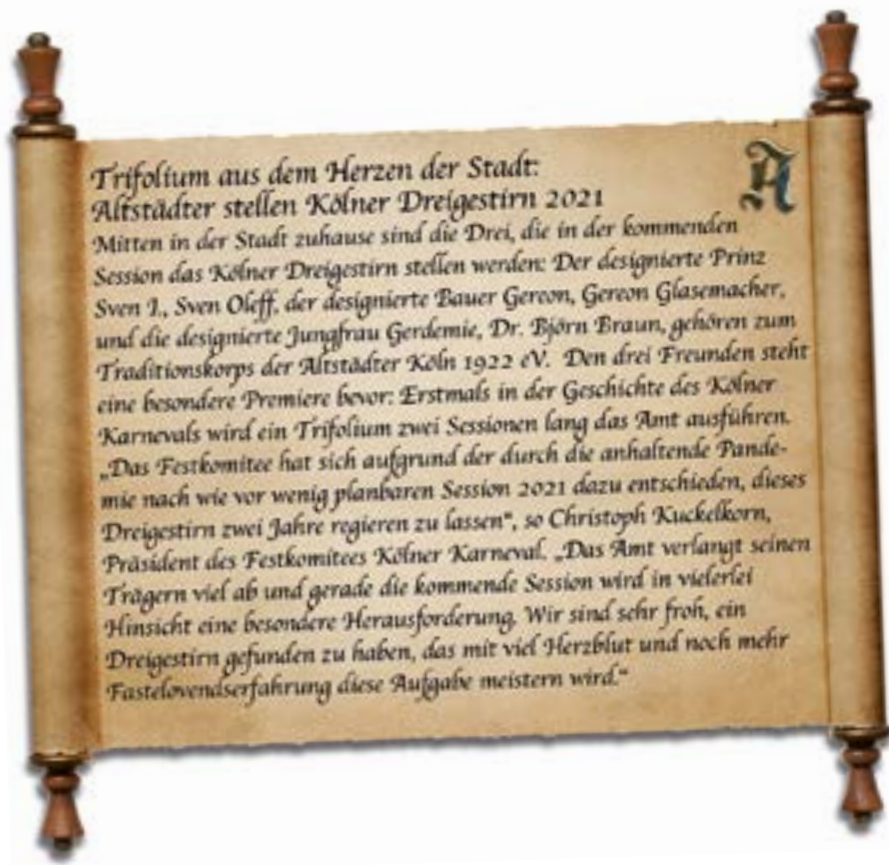 A
Trifolium aus dem Herzen der Stadt:
Altstädter stellen Kölner Dreigestirn 2021
Mitten in der Stadt zuhause sind die Drei, die in der kommenden
Session das Kölner Dreigestirn stellen werden: Der designierte Prinz
Sven I., Sven Oleff, der designierte Bauer Gereon, Gereon Glasemacher,
und die designierte Jungfrau Gerdemie, Dr. Björn Braun, gehören zum
Traditionskorps der Altstädter Köln 1922 eV. Den drei Freunden steht
eine besondere Premiere bevor: Erstmals in der Geschichte des Kölner
Karnevals wird ein Trifolium zwei Sessionen lang das Amt ausführen.
„Das Festkomitee hat sich aufgrund der durch die anhaltende Pande-
mie nach wie vor wenig planbaren Session 2021 dazu entschieden, dieses
Dreigestirn zwei Jahre regieren zu lassen“, so Christoph Kuckelkorn,
Präsident des Festkomitees Kölner Karneval. „Das Amt verlangt seinen
Trägern viel ab und gerade die kommende Session wird in vielerlei
Hinsicht eine besondere Herausforderung. Wir sind sehr froh, ein
Dreigestirn gefunden zu haben, das mit viel Herzblut und noch mehr
Fastelovendserfahrung diese Aufgabe meistern wird.“